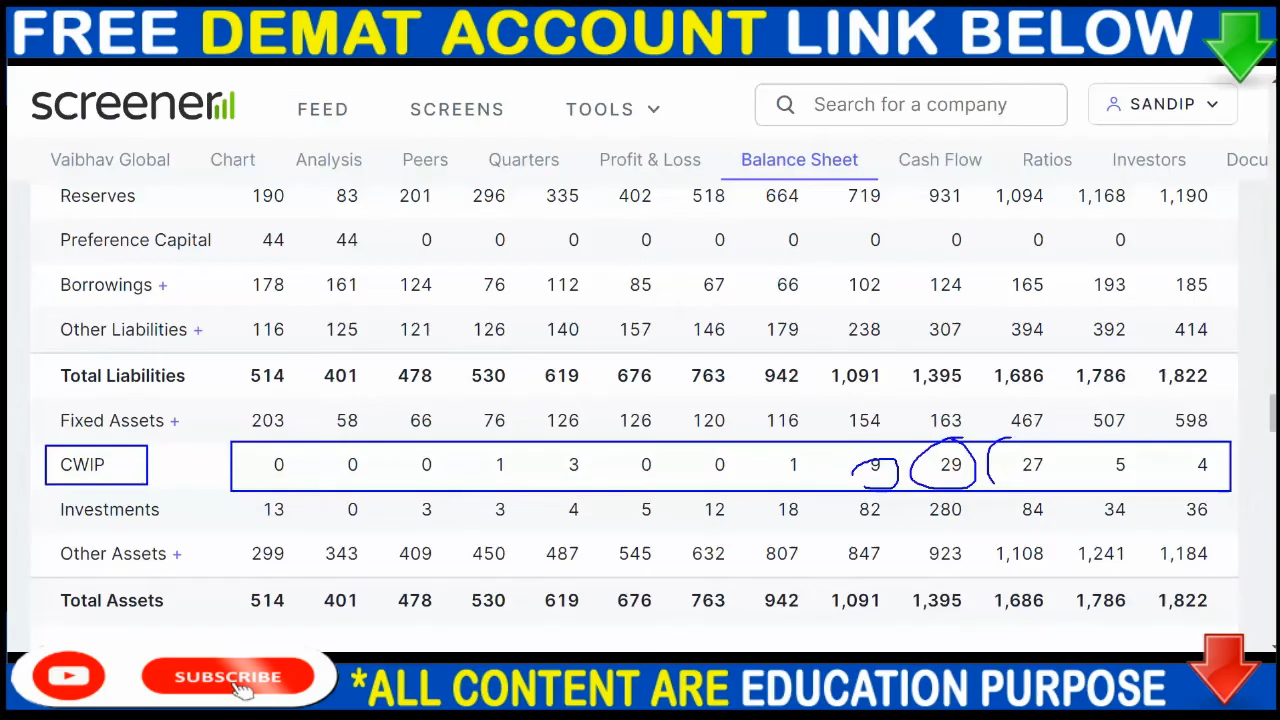 FREE DEMAT ACCOUNT LINK BELOW
screener FEED SCREENS TOOLS Search for a company SANDIP
Vaibhav Global Chart Analysis Peers Quarters Profit & Loss Balance Sheet Cash Flow Ratios Investors Docu
Reserves 190 83 201 296 335 402 518 664 719 931 1,094 1,168 1,190
Preference Capital 44 44 0 0 0 0 0 0 0 0 0 0
Borrowings + 178 161 124 76 112 85 67 66 102 124 165 193 185
Other Liabilities + 116 125 121 126 140 157 146 179 238 307 394 392 414
Total Liabilities 514 401 478 530 619 676 763 942 1,091 1,395 1,686 1,786 1,822
Fixed Assets + 203 58 66 76 126 126 120 116 154 163 467 507 598
CWIP 0 0 0 1 3 0 0 1 9 29 27 5 4
Investments 13 0 3 3 4 5 12 18 82 280 84 34 36
Other Assets + 299 343 409 450 487 545 632 807 847 923 1,108 1,241 1,184
Total Assets 514 401 478 530 619 676 763 942 1,091 1,395 1,686 1,786 1,822
SUBSCRIBE
*ALL CONTENT ARE EDUCATION PURPOSE